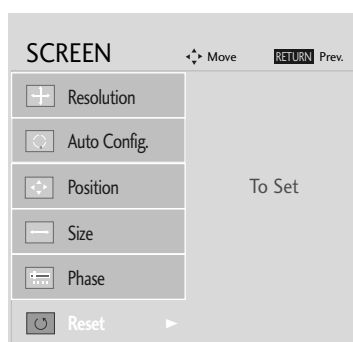 SCREEN
Move RETURN Prev.
Resolution
Auto Config.
Position
To Set
Size
Phase
Reset